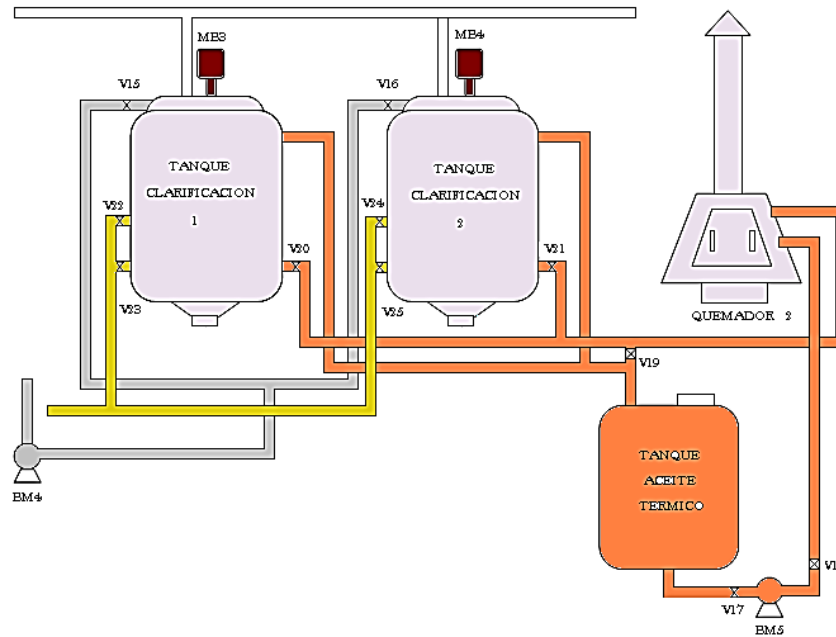 ME3
ME4
V15
V16
TANQUE
CLARIFICACION
1
TANQUE
CLARIFICACION
2
V22
V24
V20
V21
V23
V25
QUEMADOR 2
V19
TANQUE
ACEITE
TERMICO
BM4
V17
BM5